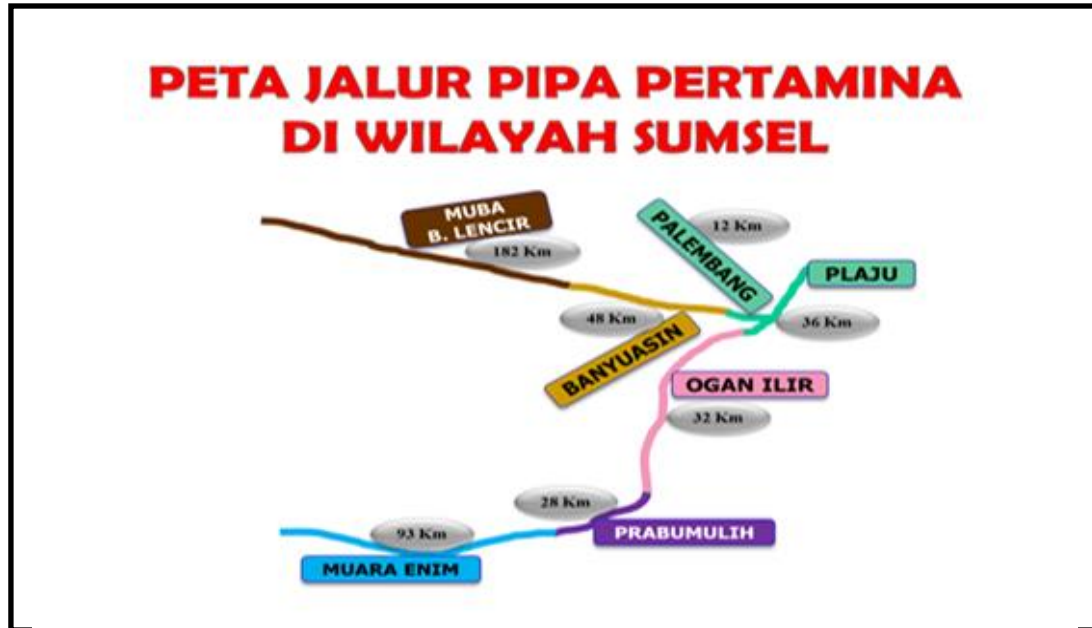 PETA JALUR PIPA PERTAMINA
DI WILAYAH SUMSEL
MUBA
B. LENCIR
182 Km
PALEMBANG
12 Km
PLAJU
48 Km
36 Km
BANYUASIN
OGAN ILIR
32 Km
28 Km
PRABUMULIH
93 Km
MUARA ENIM